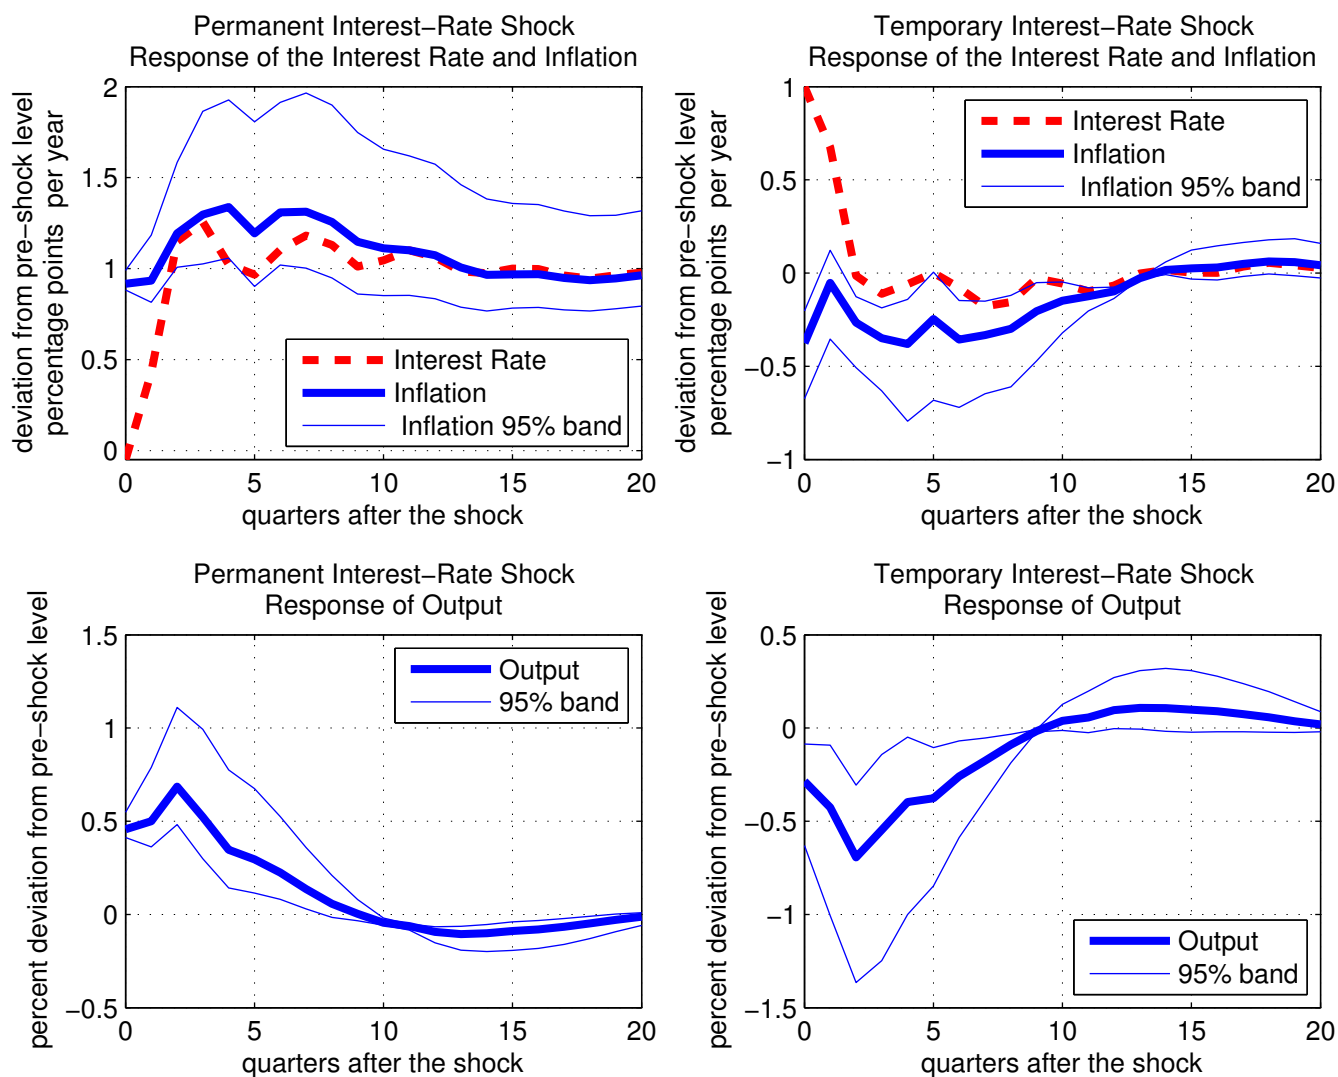 Permanent Interest−Rate Shock
Response of the Interest Rate and Inflation
deviation from pre−shock level
percentage points per year
2
1.5
1
0.5
0
0
5
10
15
20
Interest Rate
Inflation
Inflation 95% band
quarters after the shock
Temporary Interest−Rate Shock
Response of the Interest Rate and Inflation
deviation from pre−shock level
percentage points per year
1
0.5
0
−0.5
−1
0
5
10
15
20
Interest Rate
Inflation
Inflation 95% band
quarters after the shock
Permanent Interest−Rate Shock
Response of Output
percent deviation from pre−shock level
1.5
1
0.5
0
−0.5
0
5
10
15
20
Output
95% band
quarters after the shock
Temporary Interest−Rate Shock
Response of Output
percent deviation from pre−shock level
0.5
0
−0.5
−1
−1.5
0
5
10
15
20
Output
95% band
quarters after the shock